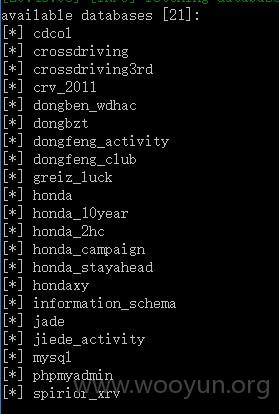 available databases [21]:
[*] cdcol
[*] crossdriving
[*] crossdriving3rd
[*] crv_2011
[*] dongben_wdhac
[*] dongbzt
[*] dongfeng_activity
[*] dongfeng_club
[*] greiz_luck
[*] honda
[*] honda_10year
[*] honda_2hc
[*] honda_campaign
[*] honda_stayahead
[*] hondaxy
[*] information_schema
[*] jade
[*] jiede_activity
[*] mysql
[*] phpmyadmin
[*] spirior_xrv
www.wooyun.org